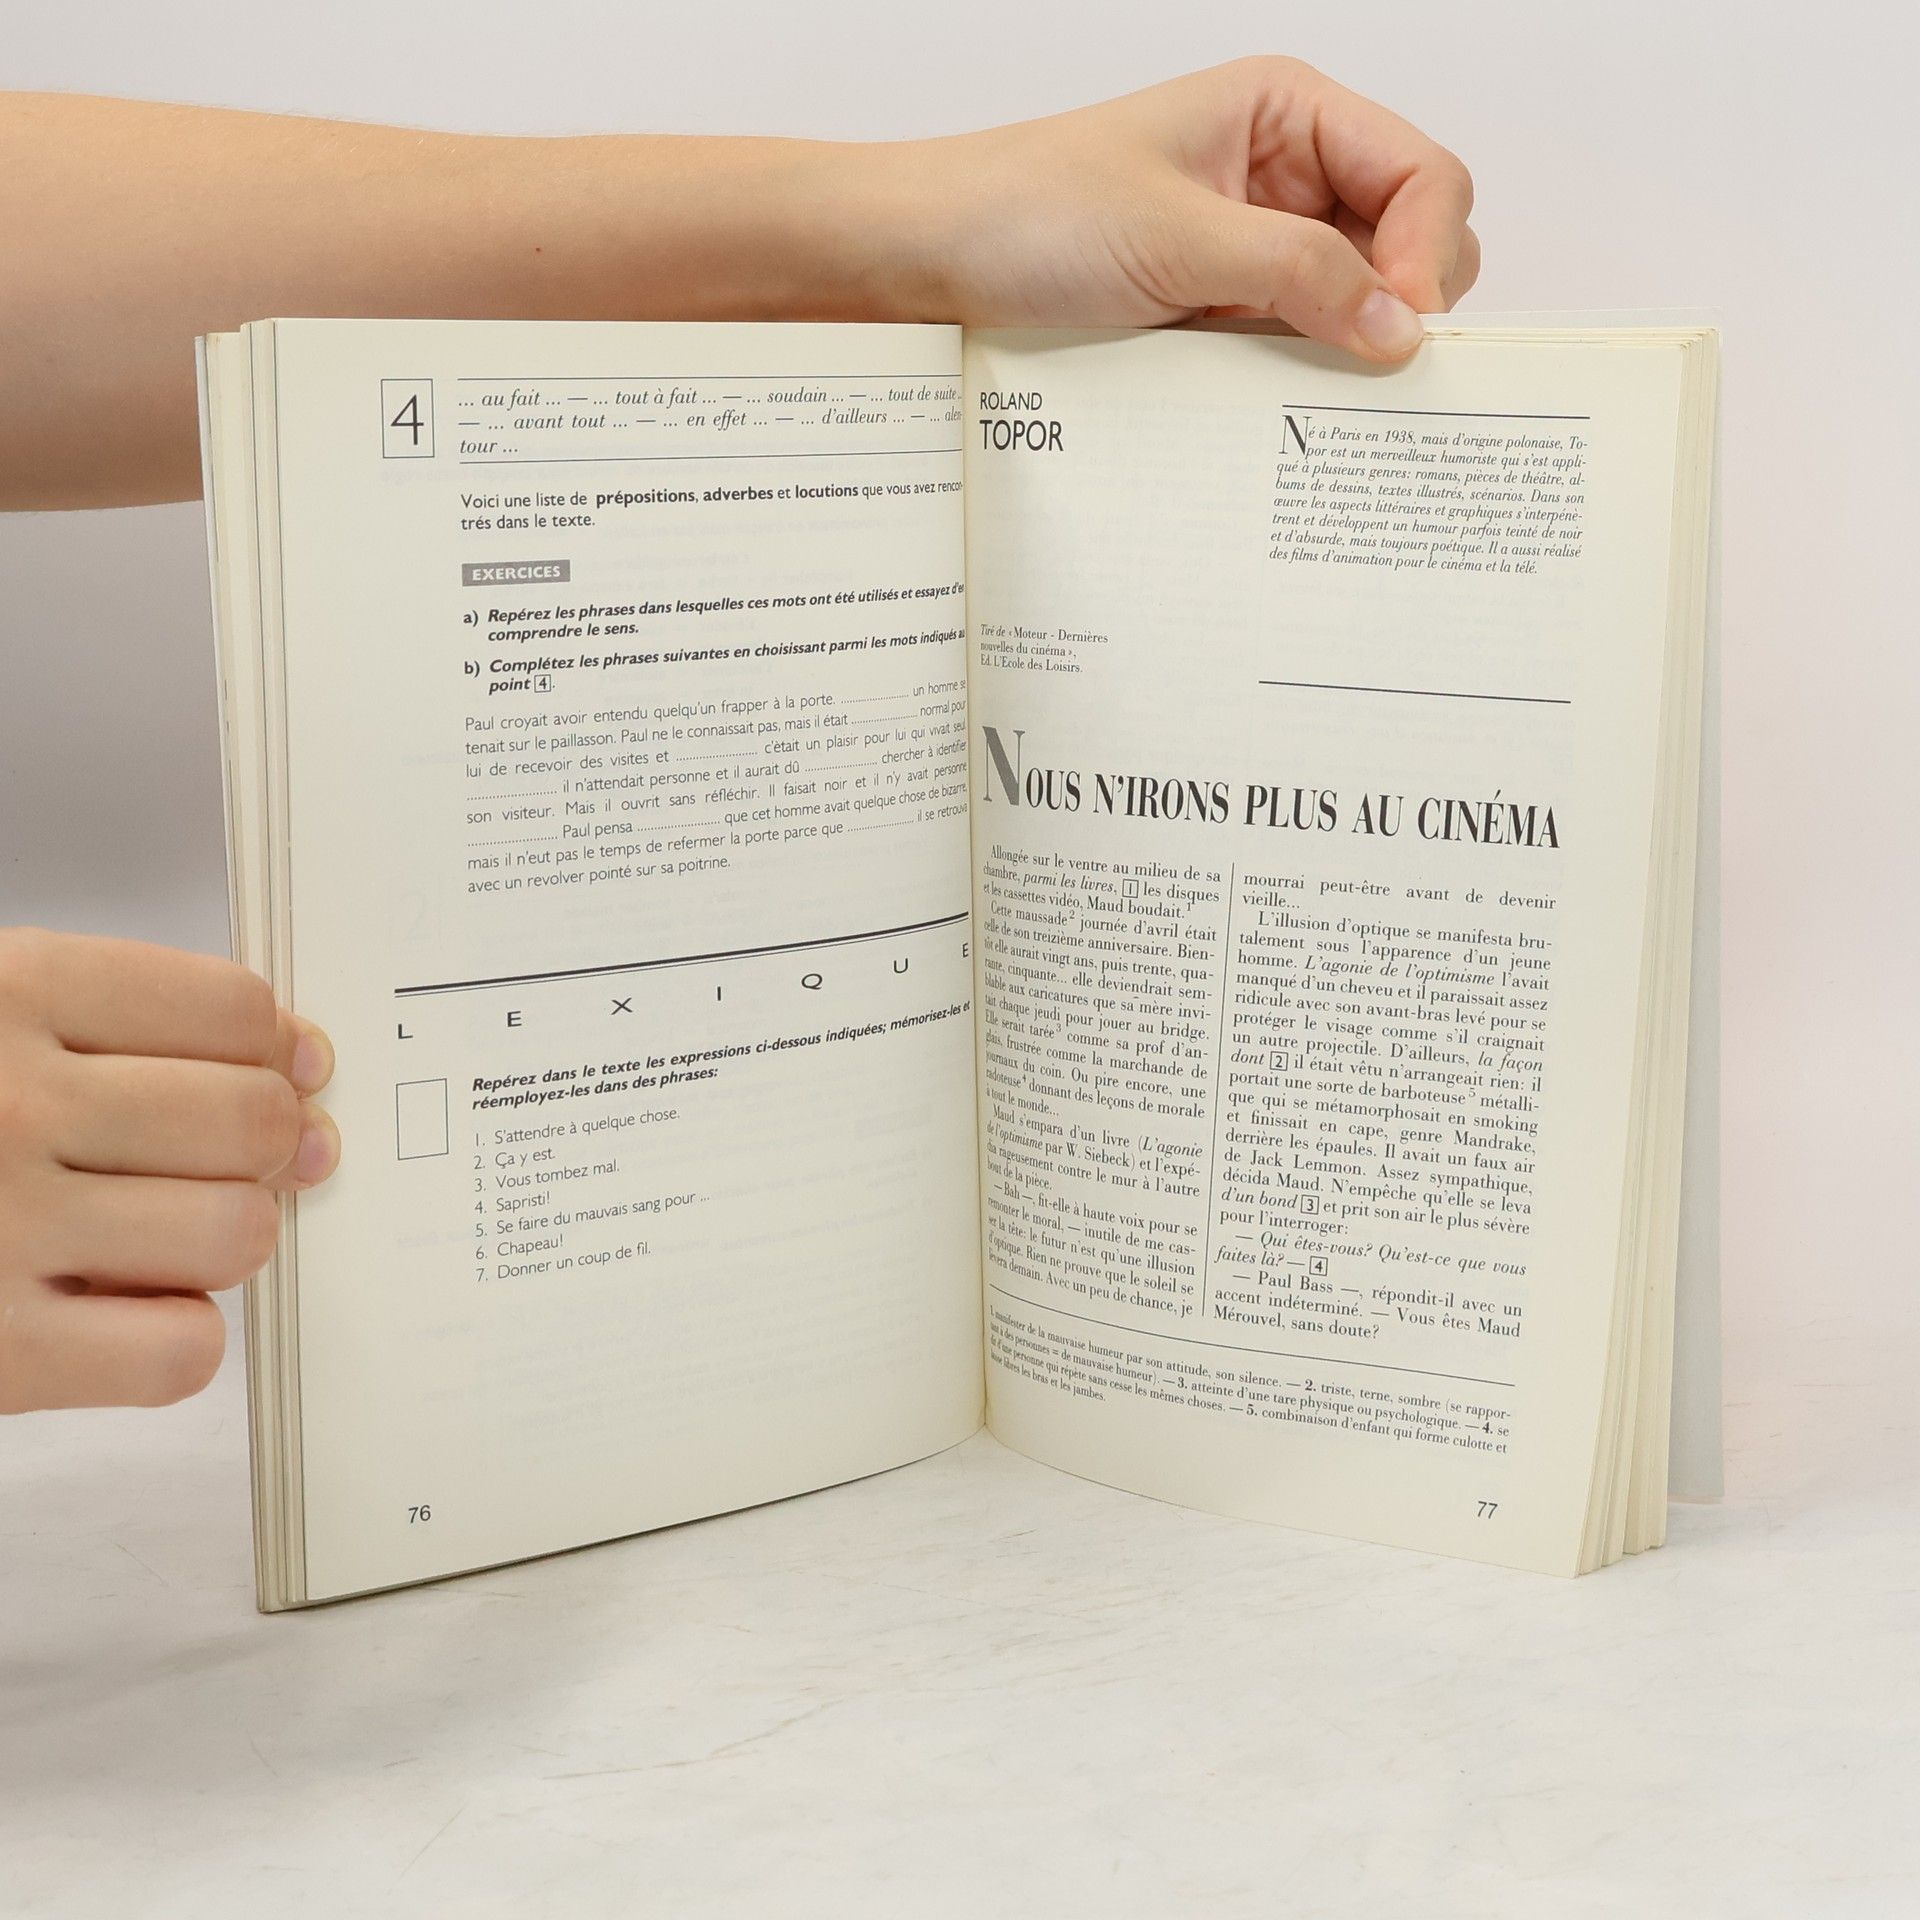 4
... au fait ... — ... tout à fait ... — ... soudain ... — ... tout de suite ..
— ... avant tout ... — ... en effet ... — ... d'ailleurs ... — ... alen-
tour ...
Voici une liste de prépositions, adverbes et locutions que vous avez rencon-
trés dans le texte.
EXERCICES
a) Repérez les phrases dans lesquelles ces mots ont été utilisés et essayez d'en
comprendre le sens.
b) Complétez les phrases suivantes en choisissant parmi les mots indiqués au
point 4.
Paul croyait avoir entendu quelqu'un frapper à la porte. .................... un homme se
tenait sur le paillasson. Paul ne le connaissait pas, mais il était .................... normal pour
lui de recevoir des visites et .................... c'ètait un plaisir pour lui qui vivait seul.
.................... il n'attendait personne et il aurait dû .................... chercher à identifier
son visiteur. Mais il ouvrit sans réfléchir. Il faisait noir et il n'y avait personne
.................... Paul pensa .................... que cet homme avait quelque chose de bizarre,
mais il n'eut pas le temps de refermer la porte parce que .................... il se retrouva
avec un revolver pointé sur sa poitrine.
L E X I Q U E
Repérez dans le texte les expressions ci-dessous indiquées; mémorisez-les et
réemployez-les dans des phrases:
1. S'attendre à quelque chose.
2. Ça y est.
3. Vous tombez mal.
4. Sapristi!
5. Se faire du mauvais sang pour ...
6. Chapeau!
7. Donner un coup de fil.
76
ROLAND
TOPOR
Né à Paris en 1938, mais d'origine polonaise, To-
por est un merveilleux humoriste qui s'est appli-
qué à plusieurs genres: romans, pièces de théâtre, al-
bums de dessins, textes illustrés, scénarios. Dans son
œuvre les aspects littéraires et graphiques s'interpénè-
trent et développent un humour parfois teinté de noir
et d'absurde, mais toujours poétique. Il a aussi réalisé
des films d'animation pour le cinéma et la télé.
Tiré de «Moteur - Dernières
nouvelles du cinéma»,
Ed. L'Ecole des Loisirs.
NOUS N'IRONS PLUS AU CINÉMA
Allongée sur le ventre au milieu de sa
chambre, parmi les livres, 1 les disques
et les cassettes vidéo, Maud boudait.1
Cette maussade2 journée d'avril était
celle de son treizième anniversaire. Bien-
tôt elle aurait vingt ans, puis trente, qua-
rante, cinquante... elle deviendrait sem-
blable aux caricatures que sa mère invi-
tait chaque jeudi pour jouer au bridge.
Elle serait tarée3 comme sa prof d'an-
glais, frustrée comme la marchande de
journaux du coin. Ou pire encore, une
radoteuse4 donnant des leçons de morale
à tout le monde...
Maud s'empara d'un livre (L'agonie
de l'optimisme par W. Siebeck) et l'expé-
dia rageusement contre le mur à l'autre
bout de la pièce.
— Bah —, fit-elle à haute voix pour se
remonter le moral, — inutile de me cas-
ser la tête: le futur n'est qu'une illusion
d'optique. Rien ne prouve que le soleil se
lèvera demain. Avec un peu de chance, je
mourrai peut-être avant de devenir
vieille...
L'illusion d'optique se manifesta bru-
talement sous l'apparence d'un jeune
homme. L'agonie de l'optimisme l'avait
manqué d'un cheveu et il paraissait assez
ridicule avec son avant-bras levé pour se
protéger le visage comme s'il craignait
un autre projectile. D'ailleurs, la façon
dont 2 il était vêtu n'arrangeait rien: il
portait une sorte de barboteuse5 métalli-
que qui se métamorphosait en smoking
et finissait en cape, genre Mandrake,
derrière les épaules. Il avait un faux air
de Jack Lemmon. Assez sympathique,
décida Maud. N'empêche qu'elle se leva
d'un bond 3 et prit son air le plus sévère
pour l'interroger:
— Qui êtes-vous? Qu'est-ce que vous
faites là? — 4
— Paul Bass —, répondit-il avec un
accent indéterminé. — Vous êtes Maud
Mérouvel, sans doute?
1. manifester de la mauvaise humeur par son attitude, son silence. — 2. triste, terne, sombre (se rappor-
tant à des personnes = de mauvaise humeur). — 3. atteinte d'une tare physique ou psychologique. — 4. se
dit d'une personne qui répète sans cesse les mêmes choses. — 5. combinaison d'enfant qui forme culotte et
laisse libres les bras et les jambes.
77